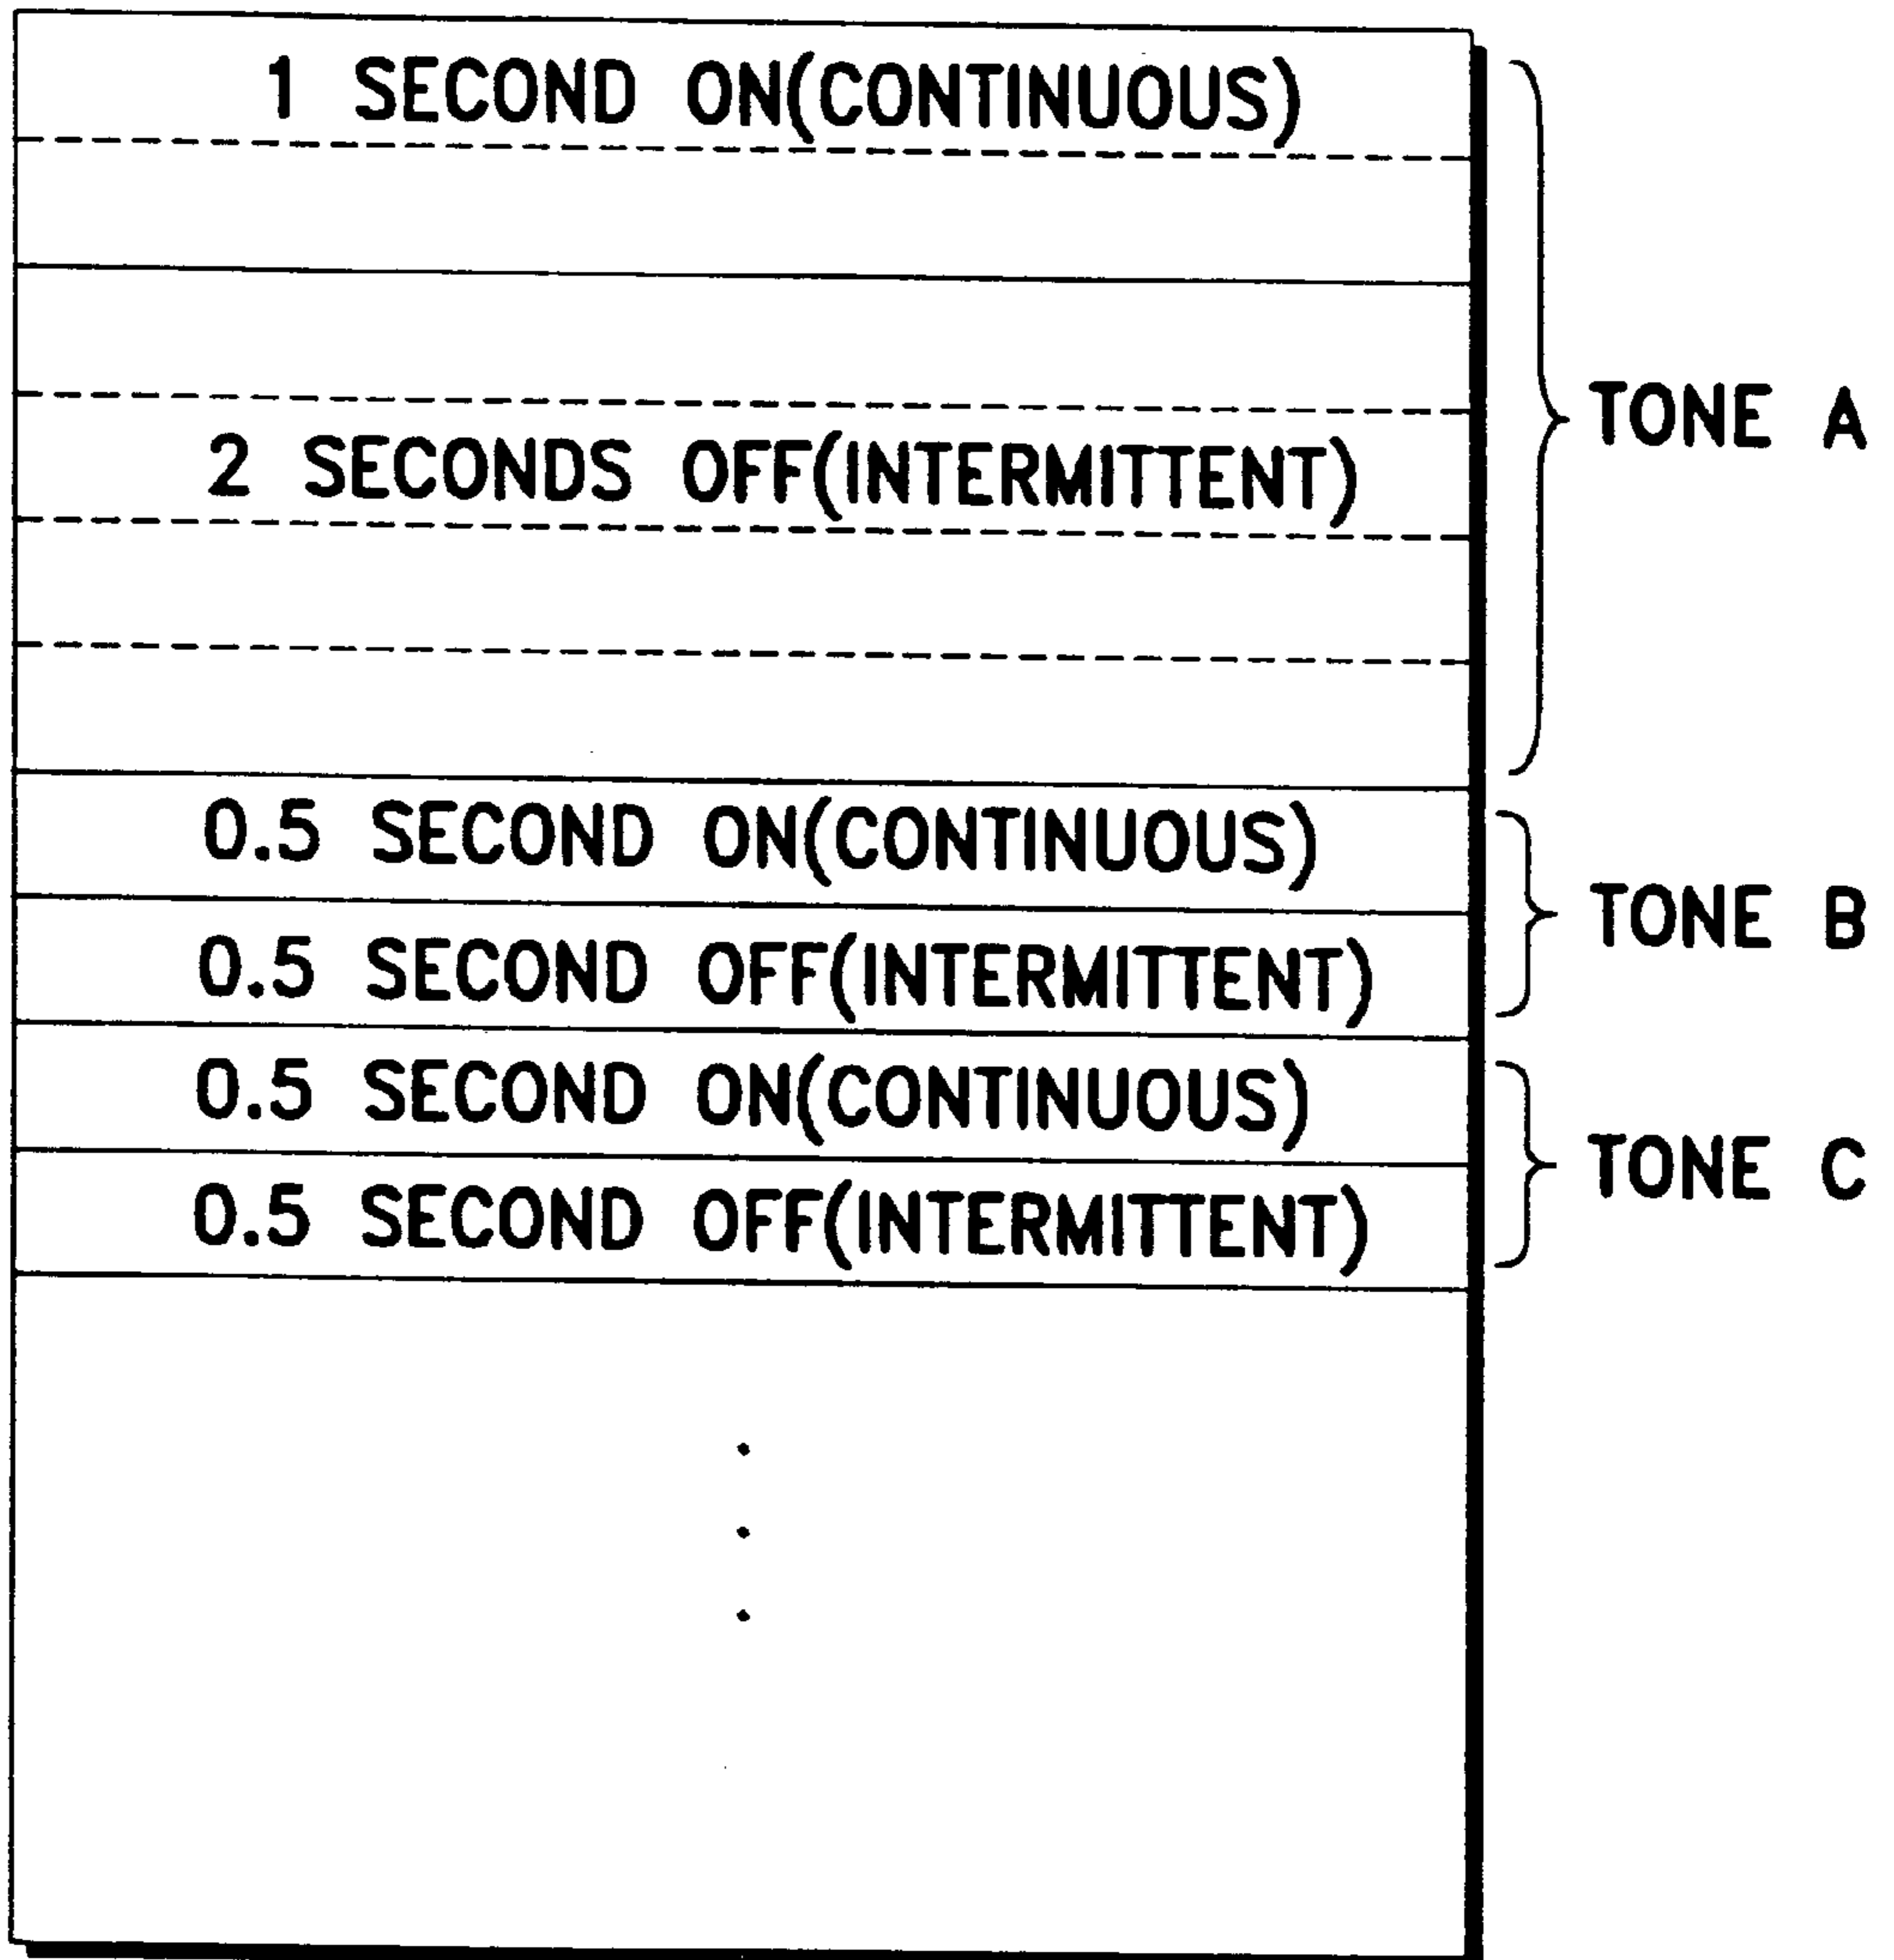 1 SECOND ON(CONTINUOUS)
2 SECONDS OFF(INTERMITTENT)
TONE A
0.5 SECOND ON(CONTINUOUS)
0.5 SECOND OFF(INTERMITTENT)
TONE B
0.5 SECOND ON(CONTINUOUS)
0.5 SECOND OFF(INTERMITTENT)
TONE C